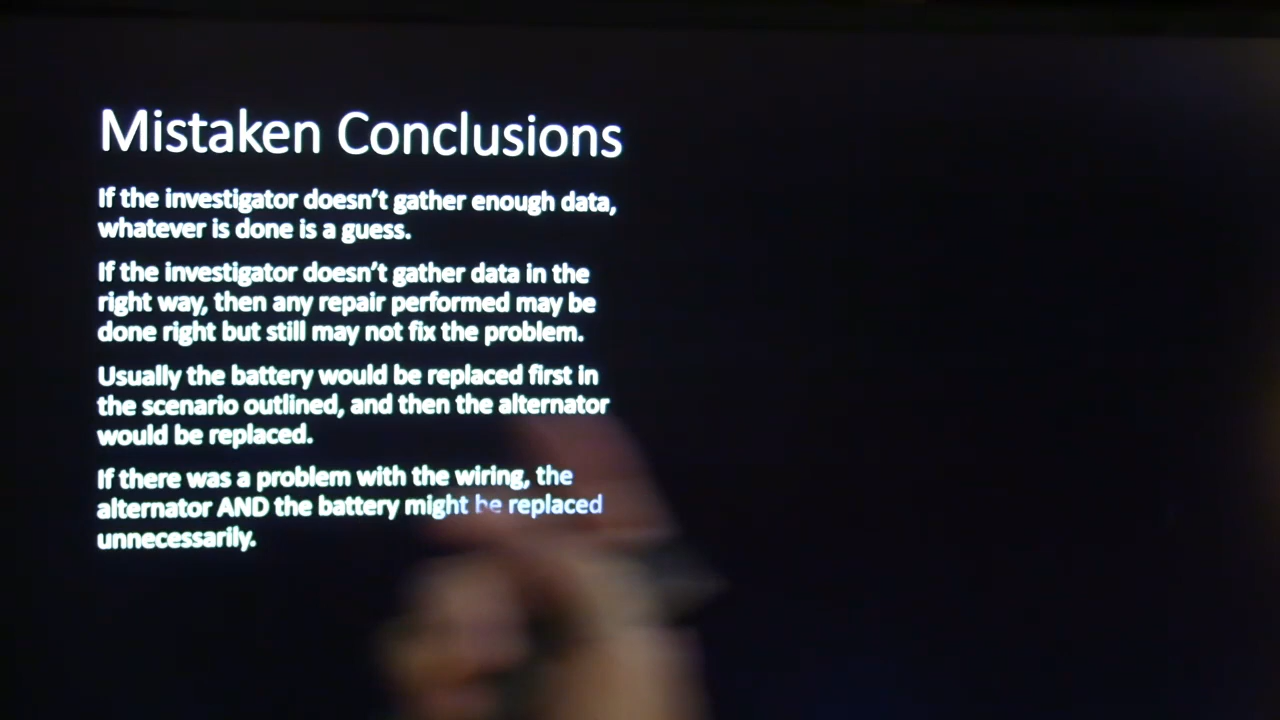 Mistaken Conclusions
If the investigator doesn't gather enough data,
whatever is done is a guess.
If the investigator doesn't gather data in the
right way, then any repair performed may be
done right but still may not fix the problem.
Usually the battery would be replaced first in
the scenario outlined, and then the alternator
would be replaced.
If there was a problem with the wiring, the
alternator AND the battery might be replaced
unnecessarily.